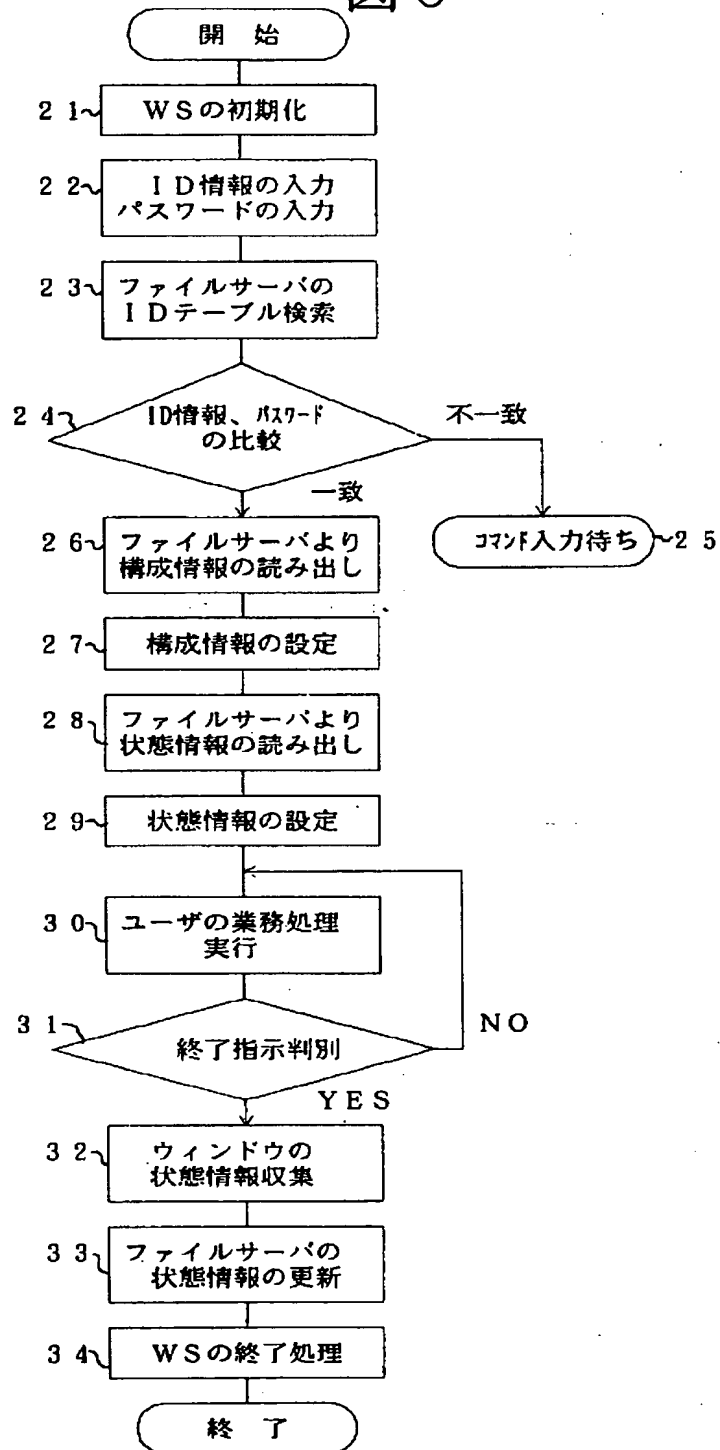 開 始
21 WSの初期化
22 ID情報の入力
パスワードの入力
23 ファイルサーバの
IDテーブル検索
24 ID情報、パスワード
の比較
不一致
一致
コマンド入力待ち 25
26 ファイルサーバより
構成情報の読み出し
27 構成情報の設定
28 ファイルサーバより
状態情報の読み出し
29 状態情報の設定
30 ユーザの業務処理
実行
31 終了指示判別
NO
YES
32 ウィンドウの
状態情報収集
33 ファイルサーバの
状態情報の更新
34 WSの終了処理
終 了